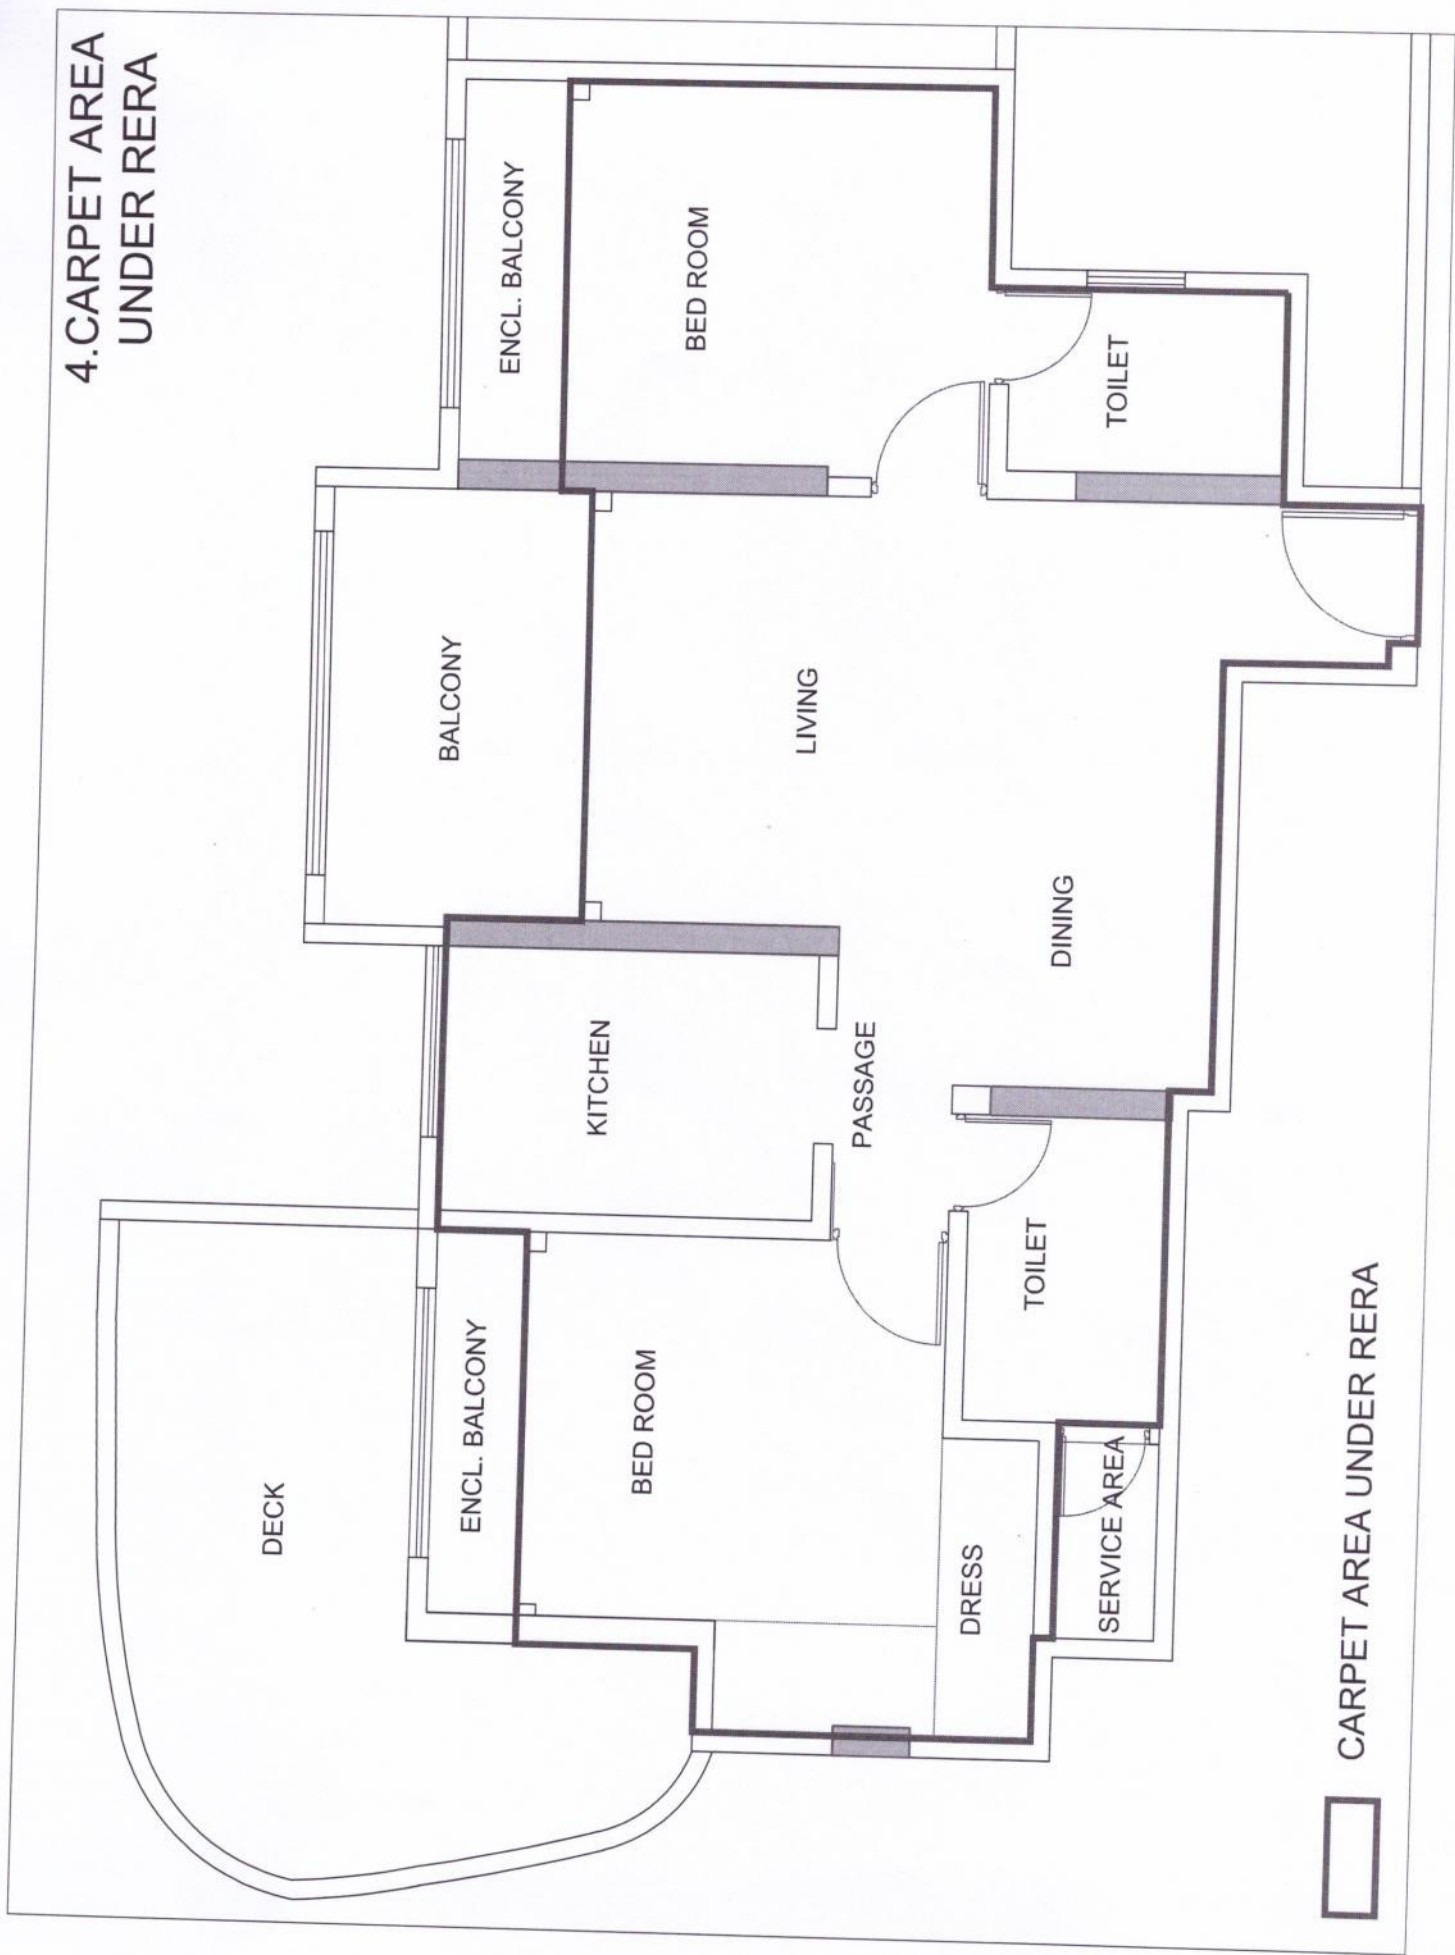 4.CARPET AREA
UNDER RERA
DECK
BALCONY
ENCL. BALCONY
ENCL. BALCONY
KITCHEN
BED ROOM
BED ROOM
LIVING
PASSAGE
DRESS
TOILET
DINING
SERVICE AREA
TOILET
CARPET AREA UNDER RERA